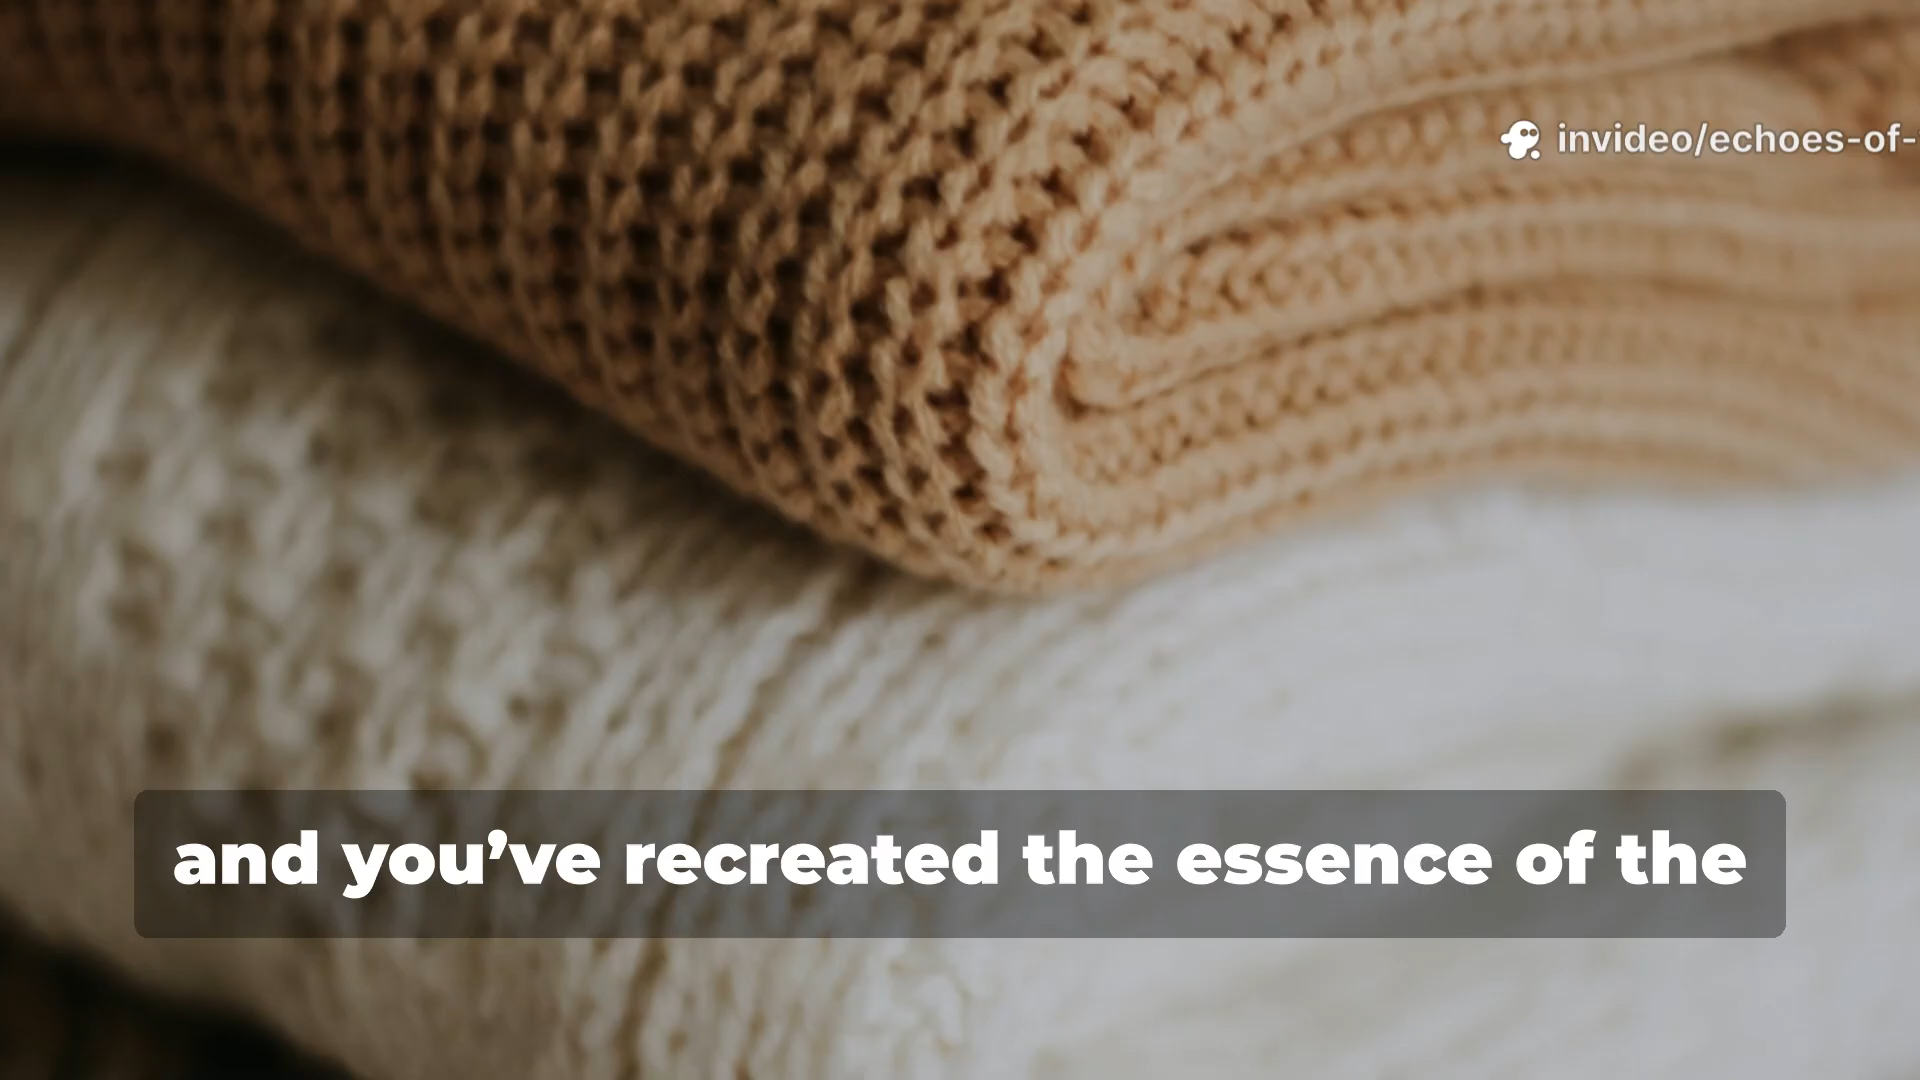 invideo/echoes-of-
and you’ve recreated the essence of the